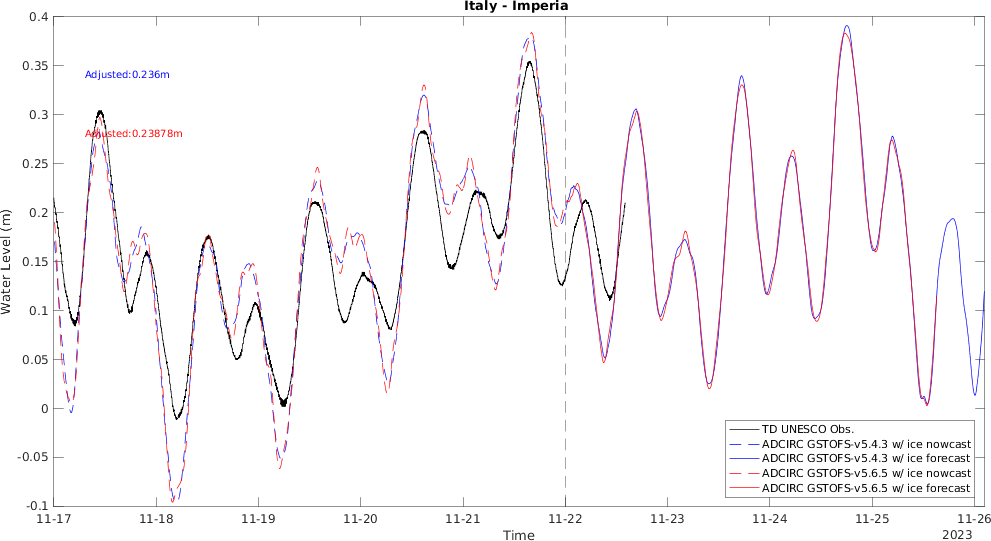 Italy - Imperia
Water Level (m)
0.4
0.35
0.3
0.25
0.2
0.15
0.1
0.05
0
-0.05
-0.1
Adjusted:0.236m
Adjusted:0.23878m
TD UNESCO Obs.
ADCIRC GSTOFS-v5.4.3 w/ ice nowcast
ADCIRC GSTOFS-v5.4.3 w/ ice forecast
ADCIRC GSTOFS-v5.6.5 w/ ice nowcast
ADCIRC GSTOFS-v5.6.5 w/ ice forecast
11-17 11-18 11-19 11-20 11-21 11-22 11-23 11-24 11-25 11-26
Time
2023